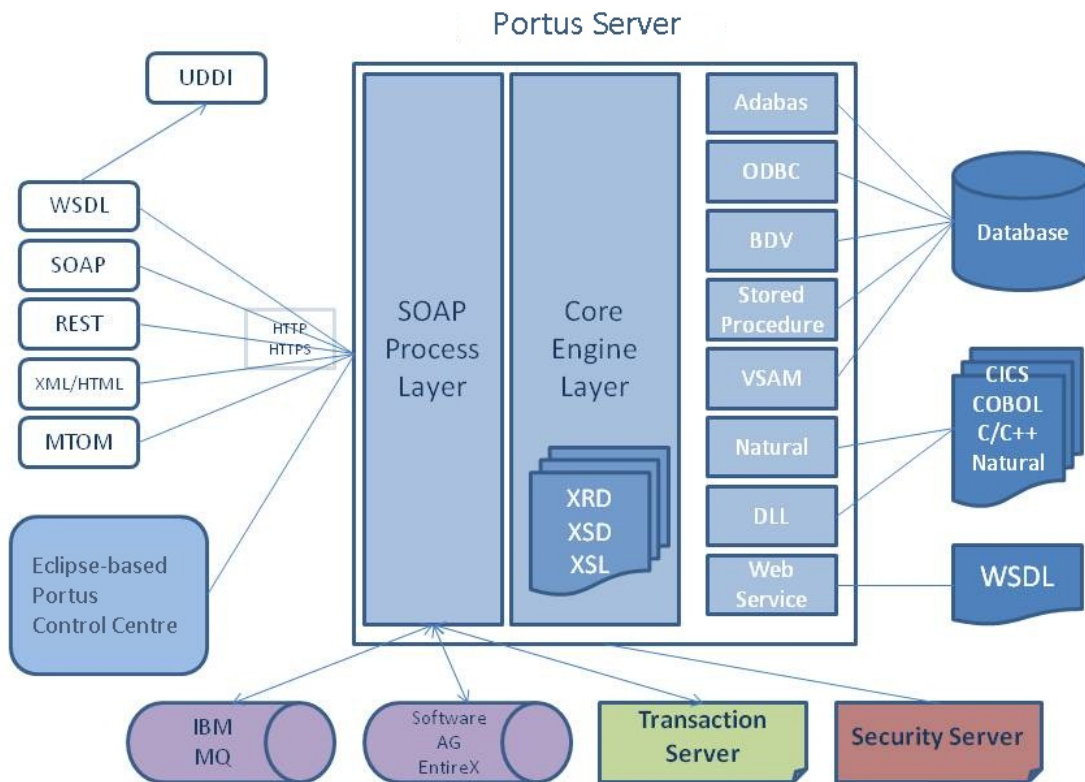 Portus Server
UDDI
WSDL
SOAP
REST
XML/HTML
MTOM
HTTP
HTTPS
Eclipse-based
Portus
Control Centre
SOAP
Process
Layer
Core
Engine
Layer
XRD
XSD
XSL
Adabas
ODBC
BDV
Stored
Procedure
VSAM
Natural
DLL
Web
Service
Database
CICS
COBOL
C/C++
Natural
WSDL
IBM
MQ
Software
AG
EntireX
Transaction
Server
Security Server